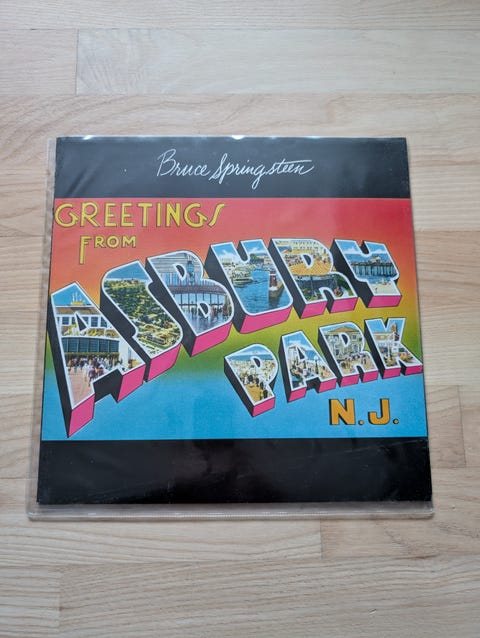 Bruce Springsteen
GREETINGS
FROM
ASBURY
PARK
N.J.